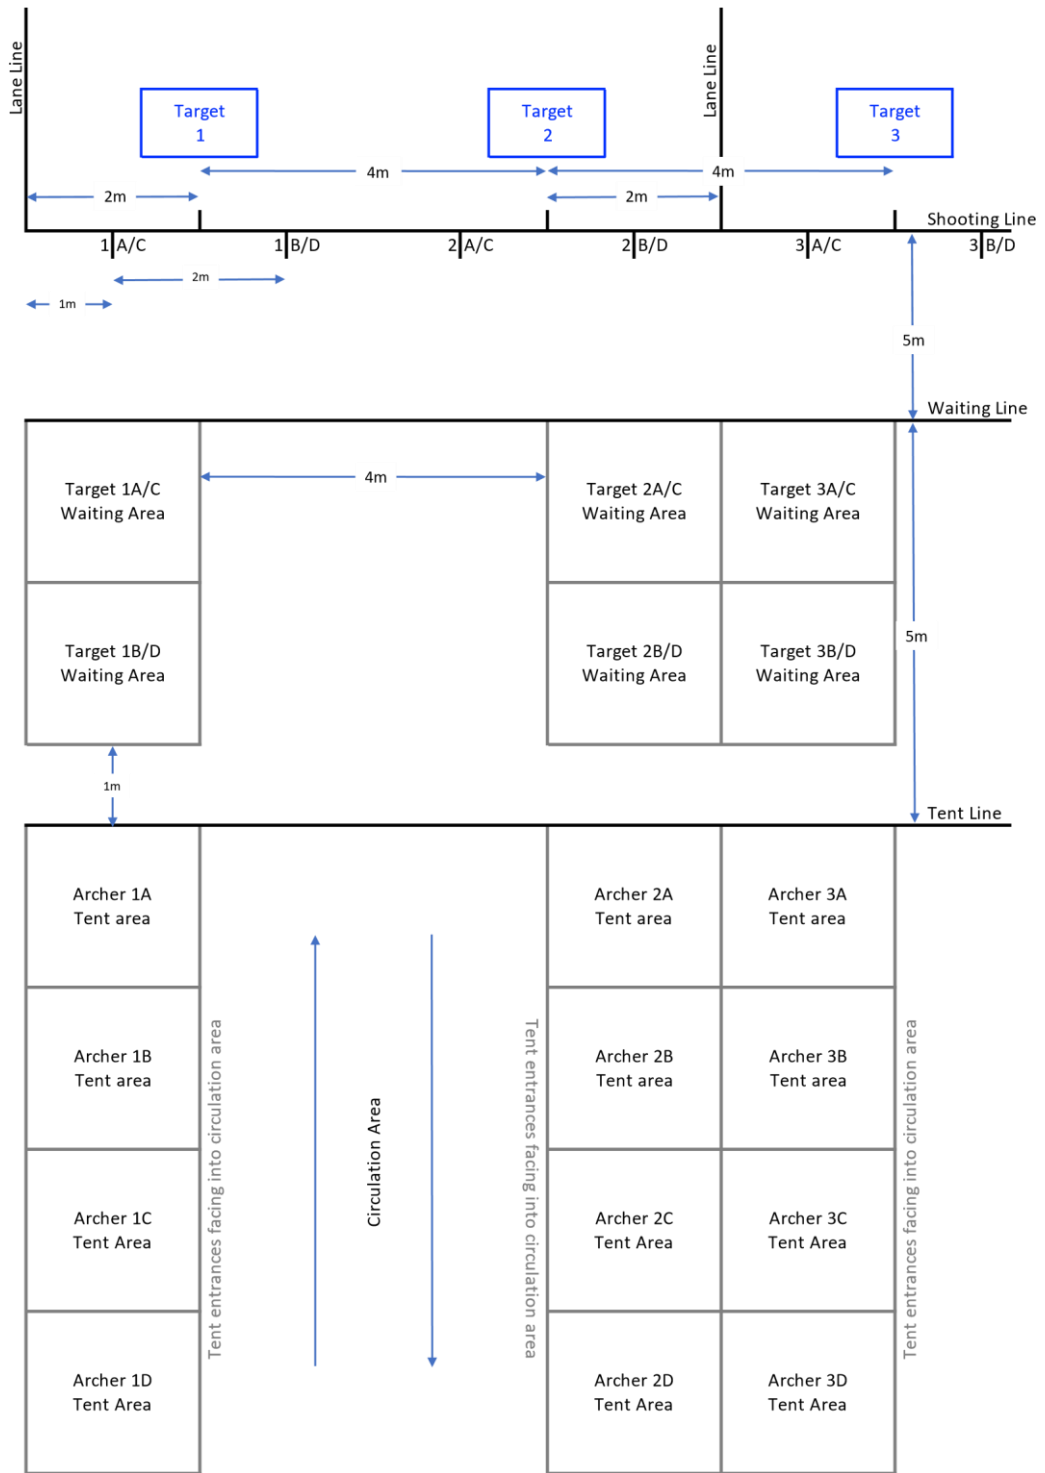 Lane Line
Lane Line
Target
1
Target
2
Target
3
4m
4m
2m
2m
Shooting Line
1 A/C
1 B/D
2 A/C
2 B/D
3 A/C
3 B/D
2m
1m
5m
Waiting Line
4m
Target 1A/C
Waiting Area
Target 2A/C
Waiting Area
Target 3A/C
Waiting Area
5m
Target 1B/D
Waiting Area
Target 2B/D
Waiting Area
Target 3B/D
Waiting Area
1m
Tent Line
Archer 1A
Tent area
Archer 2A
Tent area
Archer 3A
Tent area
Archer 1B
Tent area
Archer 2B
Tent area
Archer 3B
Tent area
Tent entrances facing into circulation area
Circulation Area
Tent entrances facing into circulation area
Tent entrances facing into circulation area
Archer 1C
Tent Area
Archer 2C
Tent Area
Archer 3C
Tent Area
Archer 1D
Tent Area
Archer 2D
Tent Area
Archer 3D
Tent Area